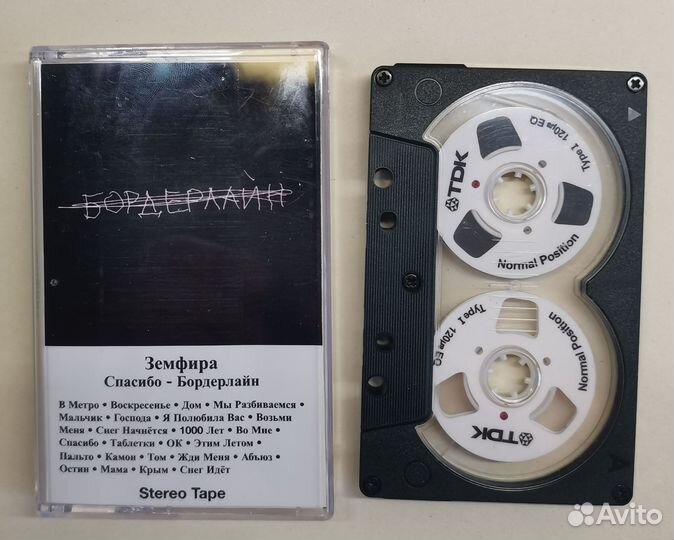 БОРДЕРЛАЙН
Земфира
Спасибо - Бордерлайн
В Метро • Воскресенье • Дом • Мы Разбиваемся •
Мальчик • Господа • Я Полюбила Вас • Возьми
Меня • Снег Начнётся • 1000 Лет • Во Мне •
Спасибо • Таблетки • ОК • Этим Летом •
Пальто • Камон • Том • Жди Меня • Абьюз •
Остин • Мама • Крым • Снег Идёт
Stereo Tape
TDK
Type I 120µs EQ
Normal Position
Type I 120µs EQ
Normal Position
TDK
A
Avito